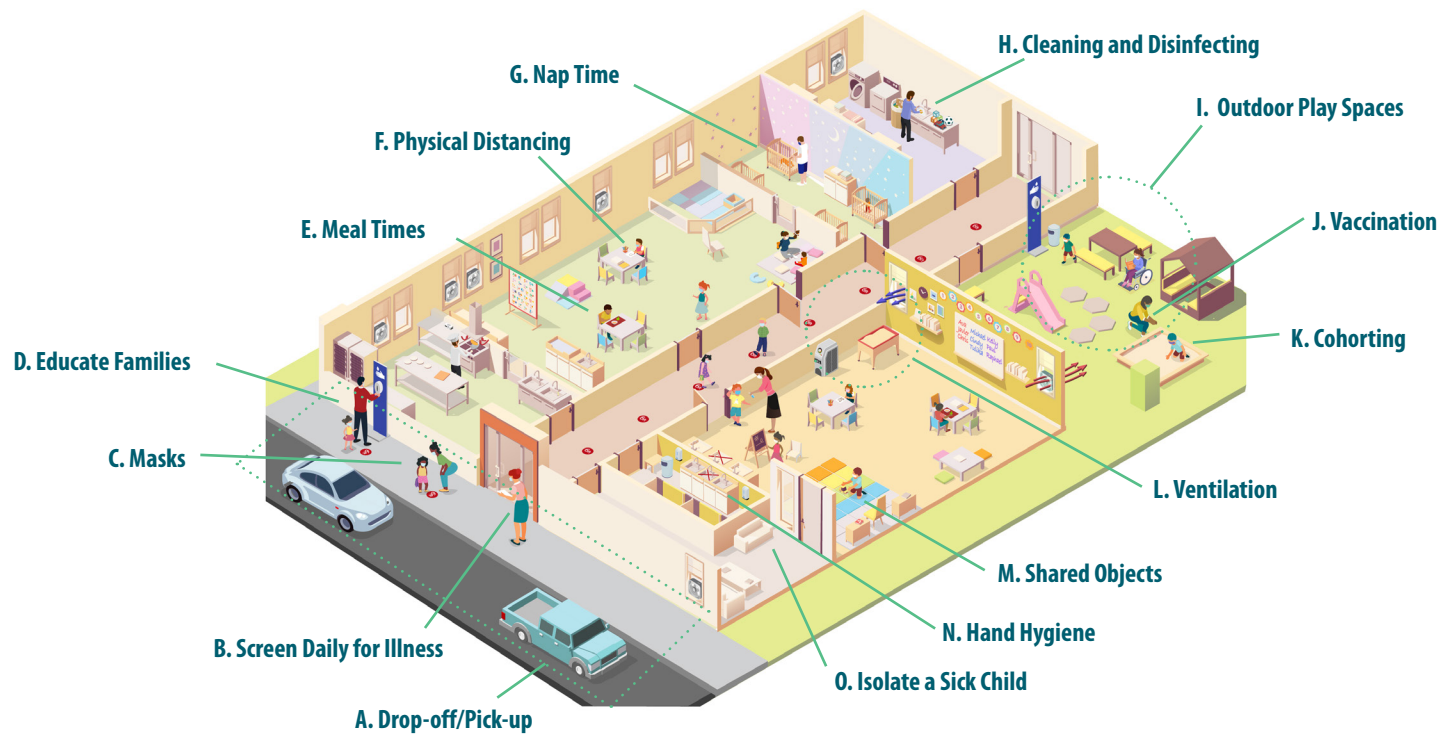 H. Cleaning and Disinfecting
G. Nap Time
I. Outdoor Play Spaces
F. Physical Distancing
E. Meal Times
J. Vaccination
D. Educate Families
K. Cohorting
C. Masks
L. Ventilation
M. Shared Objects
N. Hand Hygiene
B. Screen Daily for Illness
O. Isolate a Sick Child
A. Drop-off/Pick-up